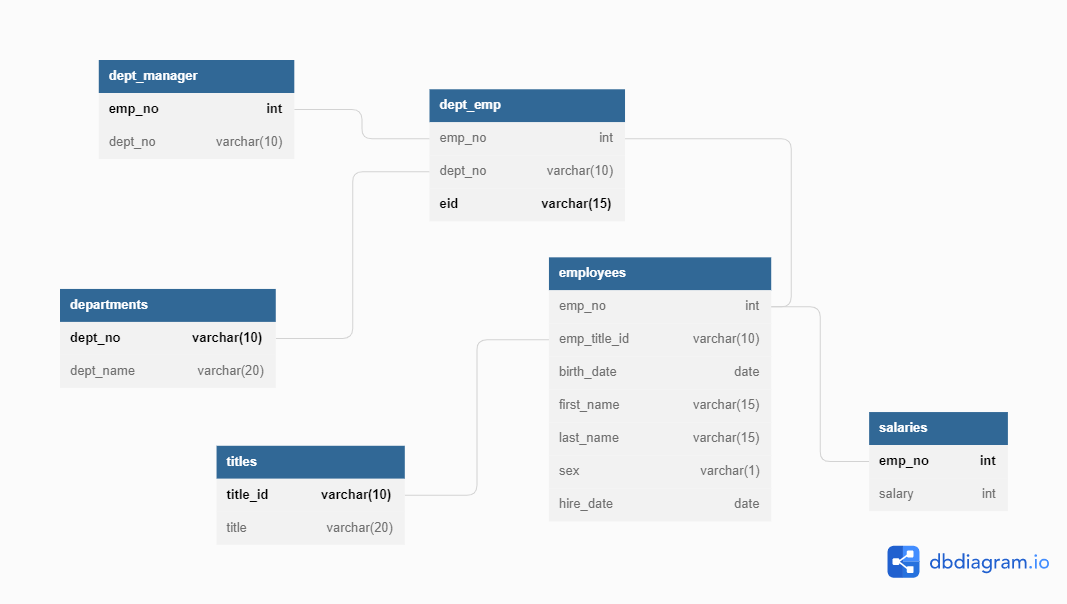 dept_manager
emp_no int
dept_no varchar(10)
dept_emp
emp_no int
dept_no varchar(10)
eid varchar(15)
departments
dept_no varchar(10)
dept_name varchar(20)
employees
emp_no int
emp_title_id varchar(10)
birth_date date
first_name varchar(15)
last_name varchar(15)
sex varchar(1)
hire_date date
titles
title_id varchar(10)
title varchar(20)
salaries
emp_no int
salary int
dbdiagram.io